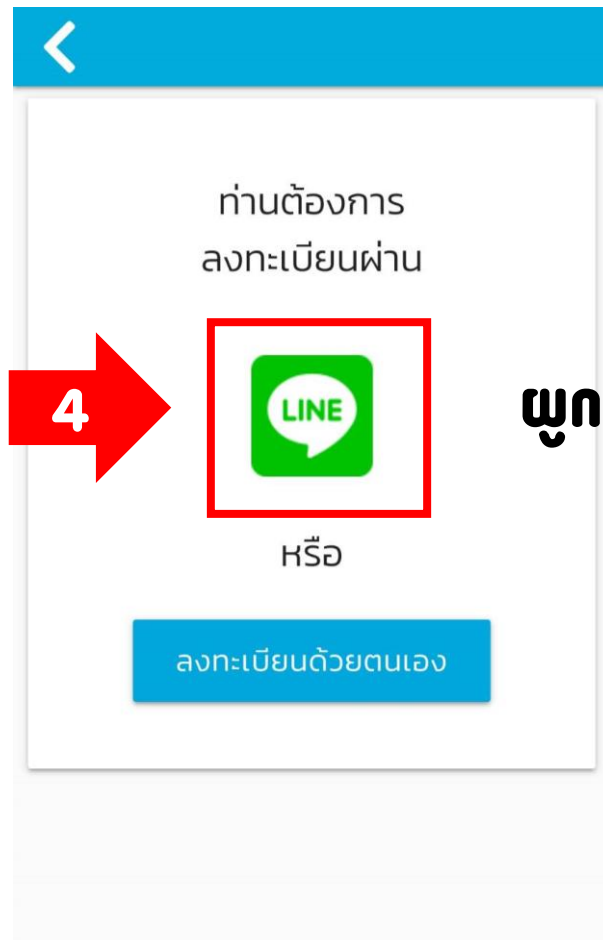 ท่านต้องการ
ลงทะเบียนผ่าน
4
LINE
ผูก
หรือ
ลงทะเบียนด้วยตนเอง